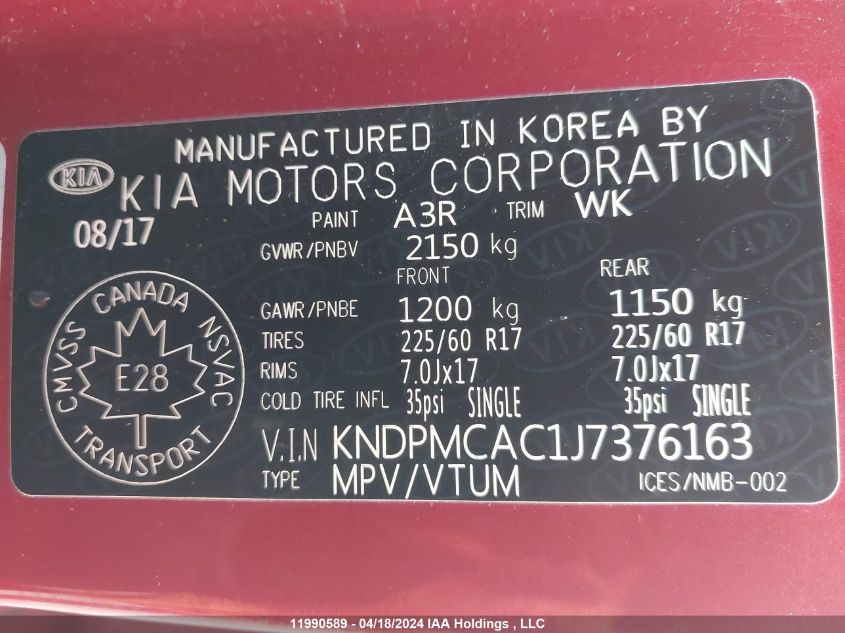 MANUFACTURED IN KOREA BY
KIA KIA MOTORS CORPORATION
08/17 PAINT A3R TRIM WK
GVWR/PNBV 2150 kg
FRONT REAR
GAWR/PNBE 1200 kg 1150 kg
TIRES 225/60 R17 225/60 R17
RIMS 7.0Jx17 7.0Jx17
COLD TIRE INFL 35psi SINGLE 35psi SINGLE
V.I.N KNDPMCAC1J7376163
TYPE MPV/VTUM ICES/NMB-002
CMVSS CANADA NSVAC
E28
TRANSPORT
11990589 - 04/18/2024 IAA Holdings , LLC